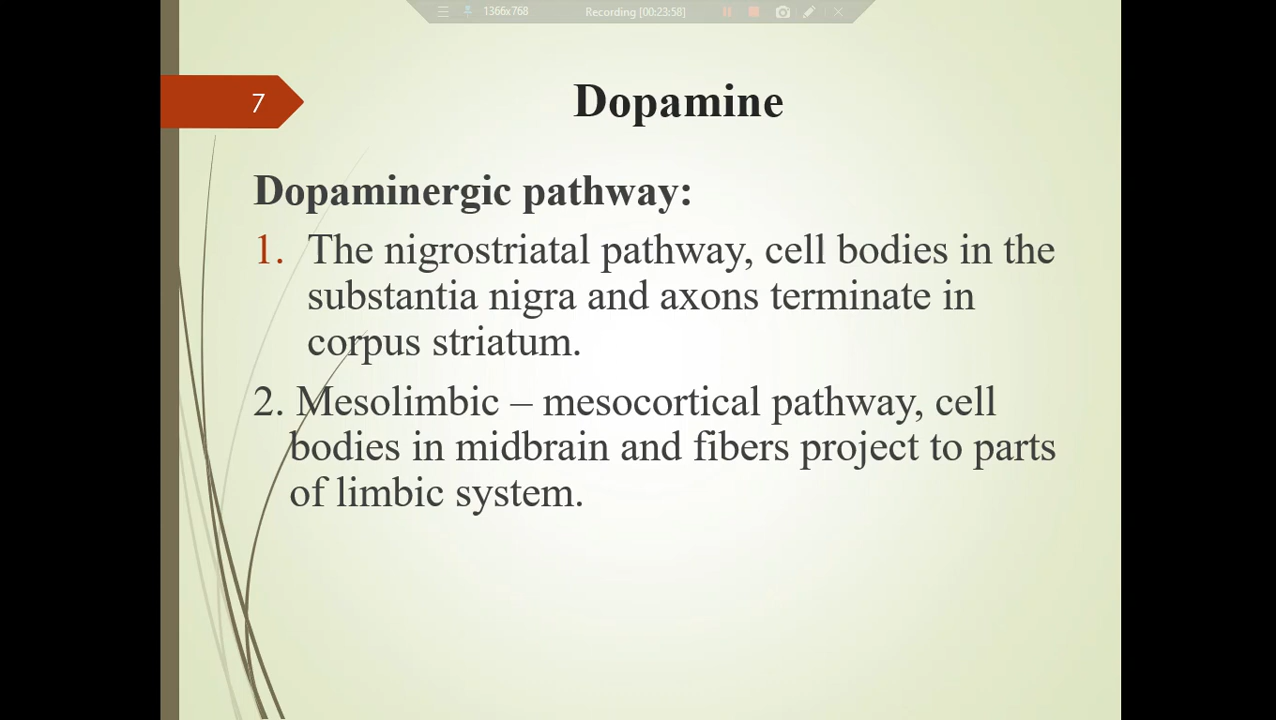 1366x768 Recording [00:23:58]
7
Dopamine
Dopaminergic pathway:
1. The nigrostriatal pathway, cell bodies in the
substantia nigra and axons terminate in
corpus striatum.
2. Mesolimbic – mesocortical pathway, cell
bodies in midbrain and fibers project to parts
of limbic system.